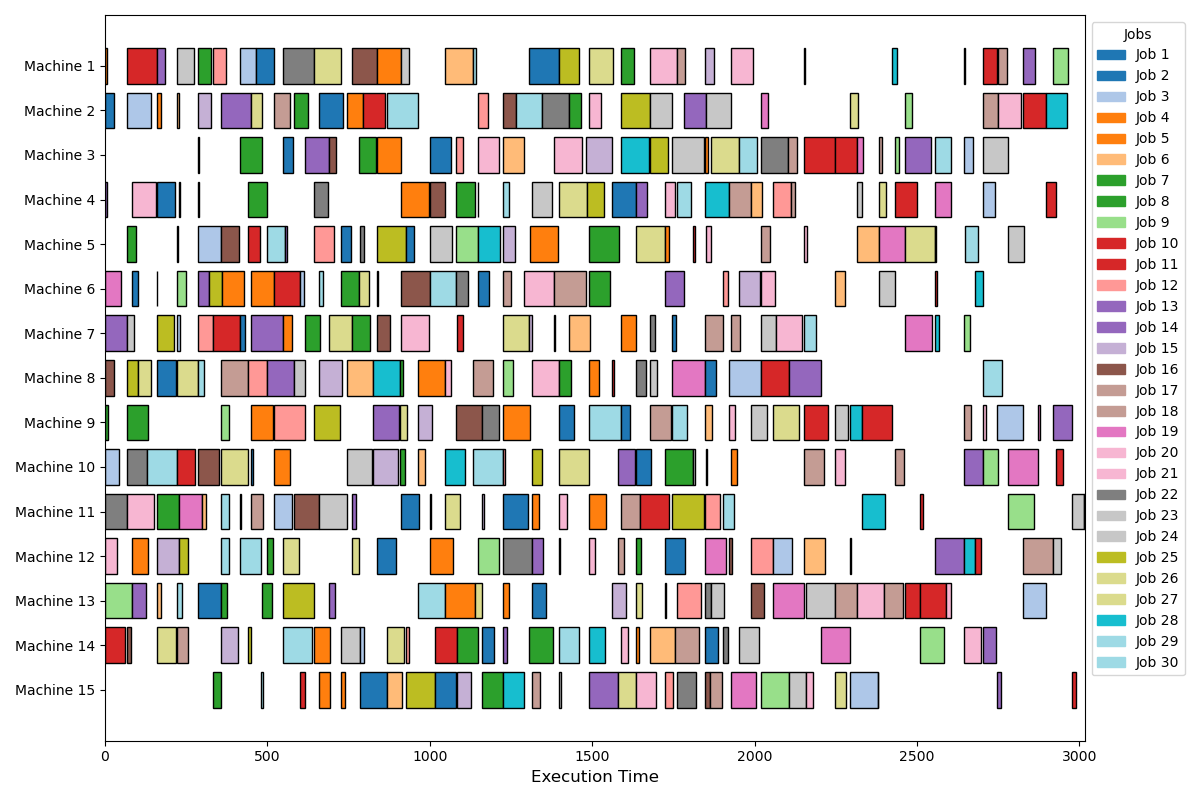 Jobs
Machine 1
Machine 2
Machine 3
Machine 4
Machine 5
Machine 6
Machine 7
Machine 8
Machine 9
Machine 10
Machine 11
Machine 12
Machine 13
Machine 14
Machine 15
Job 1
Job 2
Job 3
Job 4
Job 5
Job 6
Job 7
Job 8
Job 9
Job 10
Job 11
Job 12
Job 13
Job 14
Job 15
Job 16
Job 17
Job 18
Job 19
Job 20
Job 21
Job 22
Job 23
Job 24
Job 25
Job 26
Job 27
Job 28
Job 29
Job 30
0 500 1000 1500 2000 2500 3000
Execution Time